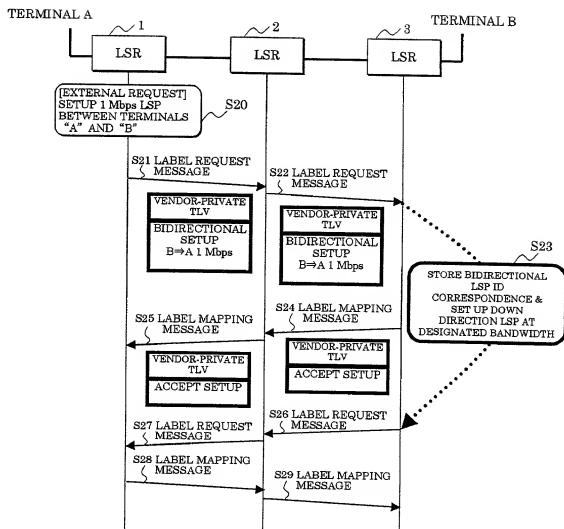 TERMINAL A
TERMINAL B
1
2
3
LSR
LSR
LSR
[EXTERNAL REQUEST]
SETUP 1 Mbps LSP
BETWEEN TERMINALS
"A" AND "B"
S20
S21 LABEL REQUEST
MESSAGE
S22 LABEL REQUEST
MESSAGE
VENDOR-PRIVATE
TLV
BIDIRECTIONAL
SETUP
B⇒A 1 Mbps
VENDOR-PRIVATE
TLV
BIDIRECTIONAL
SETUP
B⇒A 1 Mbps
S23
STORE BIDIRECTIONAL
LSP ID
CORRESPONDENCE &
SET UP DOWN
DIRECTION LSP AT
DESIGNATED BANDWIDTH
S24 LABEL MAPPING
MESSAGE
S25 LABEL MAPPING
MESSAGE
VENDOR-PRIVATE
TLV
ACCEPT SETUP
VENDOR-PRIVATE
TLV
ACCEPT SETUP
S26 LABEL REQUEST
MESSAGE
S27 LABEL REQUEST
MESSAGE
S28 LABEL MAPPING
MESSAGE
S29 LABEL MAPPING
MESSAGE